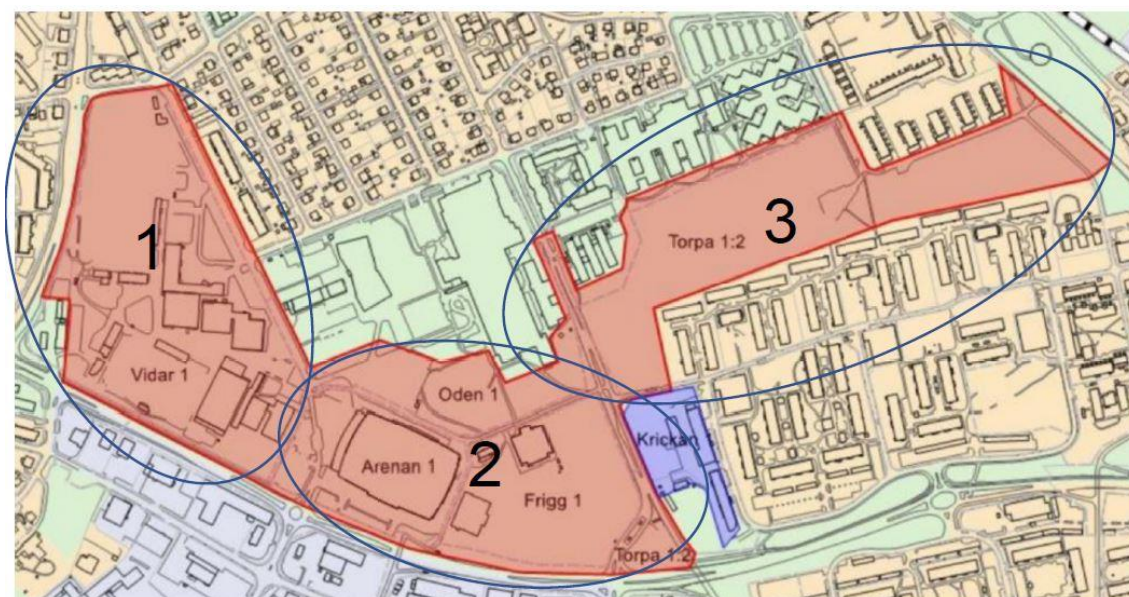 1
Vidar 1
Oden 1
Arenan 1
2
Frigg 1
Torpa 1:2
3
Torpa 1:2
Krickan